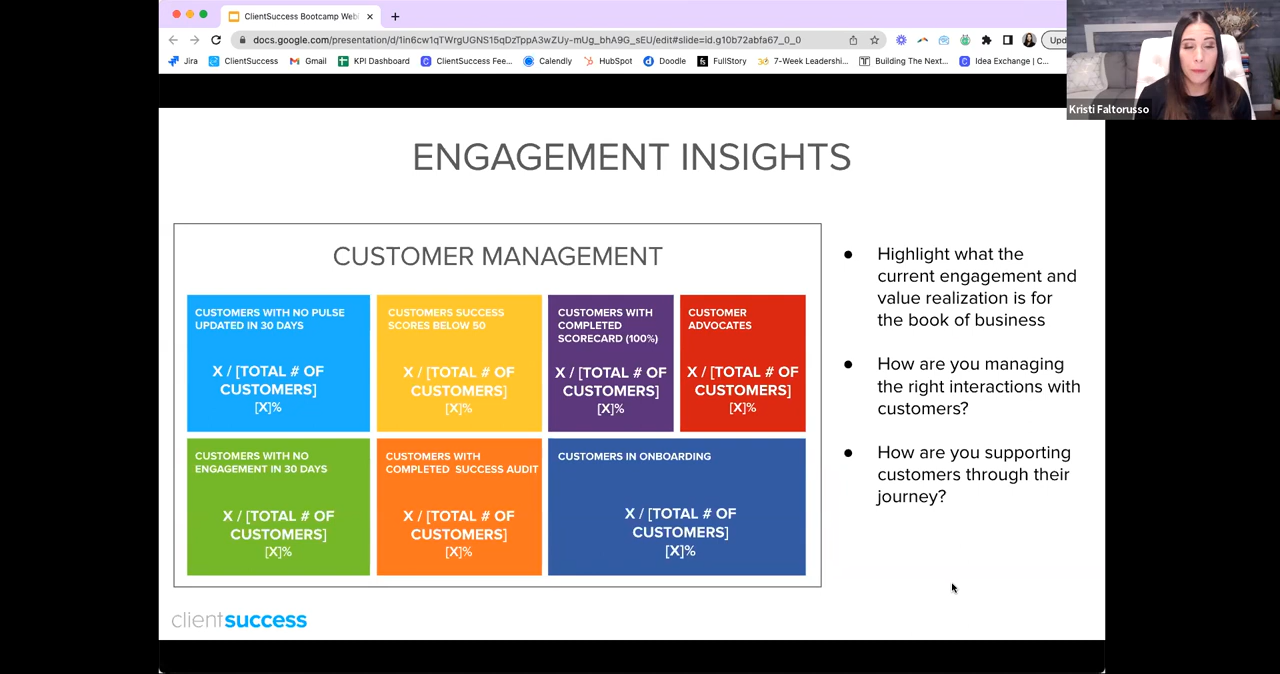 ClientSuccess Bootcamp Webi
docs.google.com/presentation/d/1in6cw1qTWrgUGNS15qDzTppA3wZUy-mUg_bhA9G_sEU/edit#slide=id.g10b72abfa67_0_0
Upd
Jira ClientSuccess Gmail KPI Dashboard ClientSuccess Fee... Calendly HubSpot Doodle FullStory 7-Week Leadershi... Building The Next... Idea Exchange | C...
Kristi Faltorusso
ENGAGEMENT INSIGHTS
CUSTOMER MANAGEMENT
CUSTOMERS WITH NO PULSE
UPDATED IN 30 DAYS
X / [TOTAL # OF
CUSTOMERS]
[X]%
CUSTOMERS SUCCESS
SCORES BELOW 50
X / [TOTAL # OF
CUSTOMERS]
[X]%
CUSTOMERS WITH
COMPLETED
SCORECARD (100%)
X / [TOTAL # OF
CUSTOMERS]
[X]%
CUSTOMER
ADVOCATES
X / [TOTAL # OF
CUSTOMERS]
[X]%
CUSTOMERS WITH NO
ENGAGEMENT IN 30 DAYS
X / [TOTAL # OF
CUSTOMERS]
[X]%
CUSTOMERS WITH
COMPLETED SUCCESS AUDIT
X / [TOTAL # OF
CUSTOMERS]
[X]%
CUSTOMERS IN ONBOARDING
X / [TOTAL # OF
CUSTOMERS]
[X]%
● Highlight what the
current engagement and
value realization is for
the book of business
● How are you managing
the right interactions with
customers?
● How are you supporting
customers through their
journey?
clientsuccess